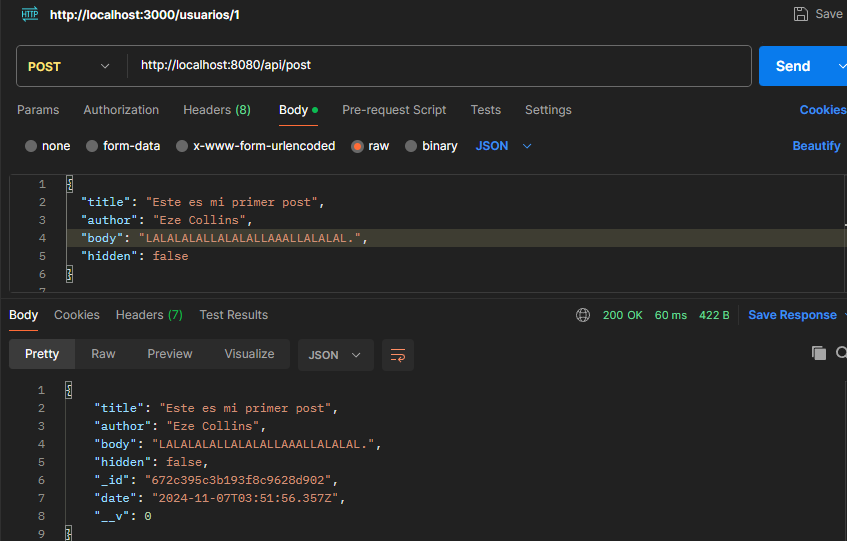 HTTP http://localhost:3000/usuarios/1 Save
POST http://localhost:8080/api/post Send
Params Authorization Headers (8) Body Pre-request Script Tests Settings Cookies
none form-data x-www-form-urlencoded raw binary JSON Beautify
1 {
2 "title": "Este es mi primer post",
3 "author": "Eze Collins",
4 "body": "LALALALALLALALALLAAALLALALAL.",
5 "hidden": false
6 }
7
Body Cookies Headers (7) Test Results 200 OK 60 ms 422 B Save Response
Pretty Raw Preview Visualize JSON
1 {
2 "title": "Este es mi primer post",
3 "author": "Eze Collins",
4 "body": "LALALALALLALALALLAAALLALALAL.",
5 "hidden": false,
6 "_id": "672c395c3b193f8c9628d902",
7 "date": "2024-11-07T03:51:56.357Z",
8 "__v": 0
9 }